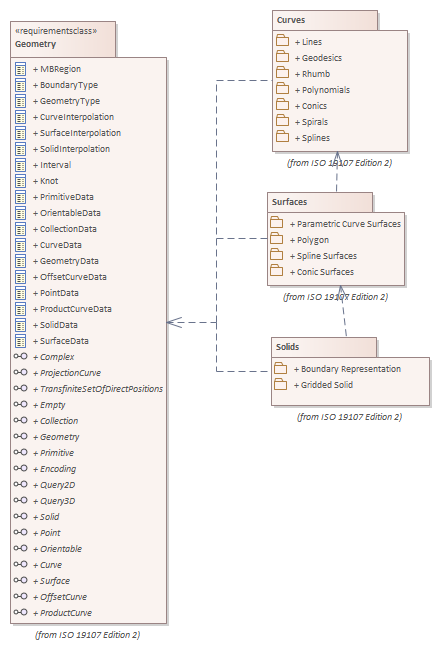 «requirementsclass»
Geometry
+ MBRegion
+ BoundaryType
+ GeometryType
+ CurveInterpolation
+ SurfaceInterpolation
+ SolidInterpolation
+ Interval
+ Knot
+ PrimitiveData
+ OrientableData
+ CollectionData
+ CurveData
+ GeometryData
+ OffsetCurveData
+ PointData
+ ProductCurveData
+ SolidData
+ SurfaceData
+ Complex
+ ProjectionCurve
+ TransfiniteSetOfDirectPositions
+ Empty
+ Collection
+ Geometry
+ Primitive
+ Encoding
+ Query2D
+ Query3D
+ Solid
+ Point
+ Orientable
+ Curve
+ Surface
+ OffsetCurve
+ ProductCurve
(from ISO 19107 Edition 2)
Curves
+ Lines
+ Geodesics
+ Rhumb
+ Polynomials
+ Conics
+ Spirals
+ Splines
(from ISO 19107 Edition 2)
Surfaces
+ Parametric Curve Surfaces
+ Polygon
+ Spline Surfaces
+ Conic Surfaces
(from ISO 19107 Edition 2)
Solids
+ Boundary Representation
+ Gridded Solid
(from ISO 19107 Edition 2)